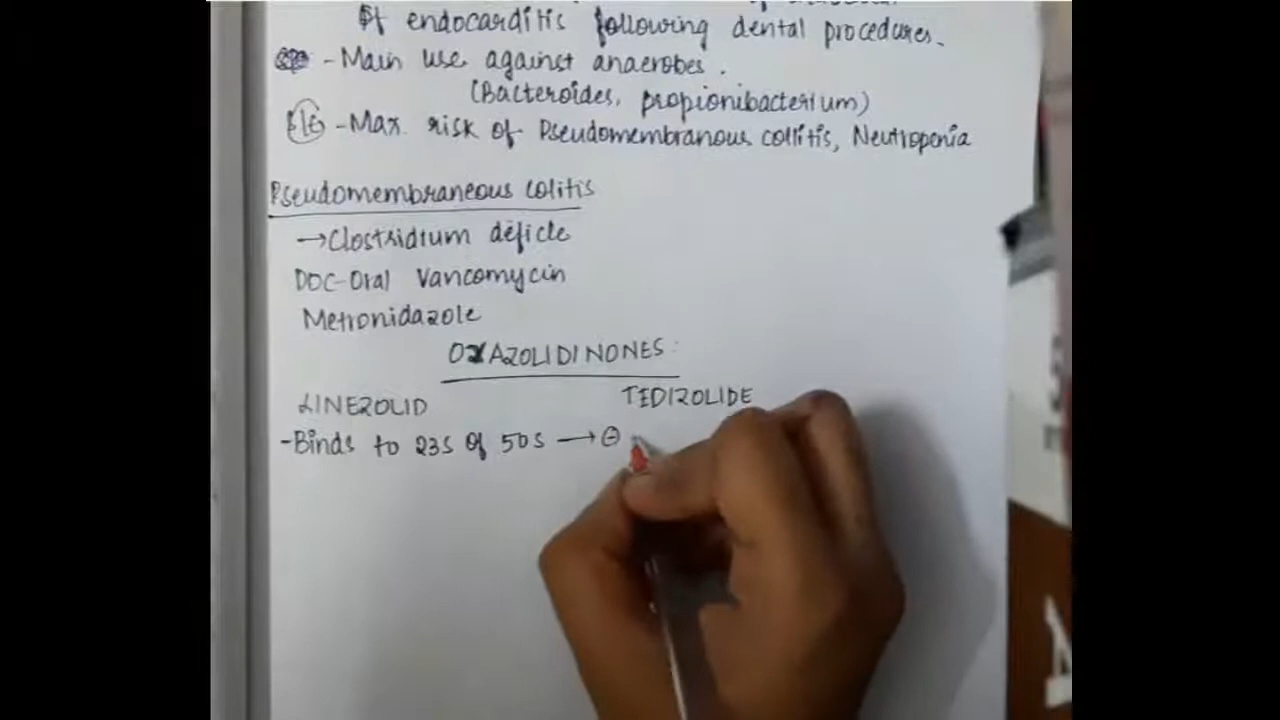 of endocarditis following dental procedures.
- Main use against anaerobes.
(Bacteroides, propionibacterium)
- Max. risk of Pseudomembranous collitis, Neutropenia
Pseudomembraneous colitis
→ Clostridium deficle
DOC - Oral Vancomycin
Metronidazole
OXAZOLIDINONES:
LINEZOLID TEDIZOLIDE
- Binds to 23S of 50S → ⊖